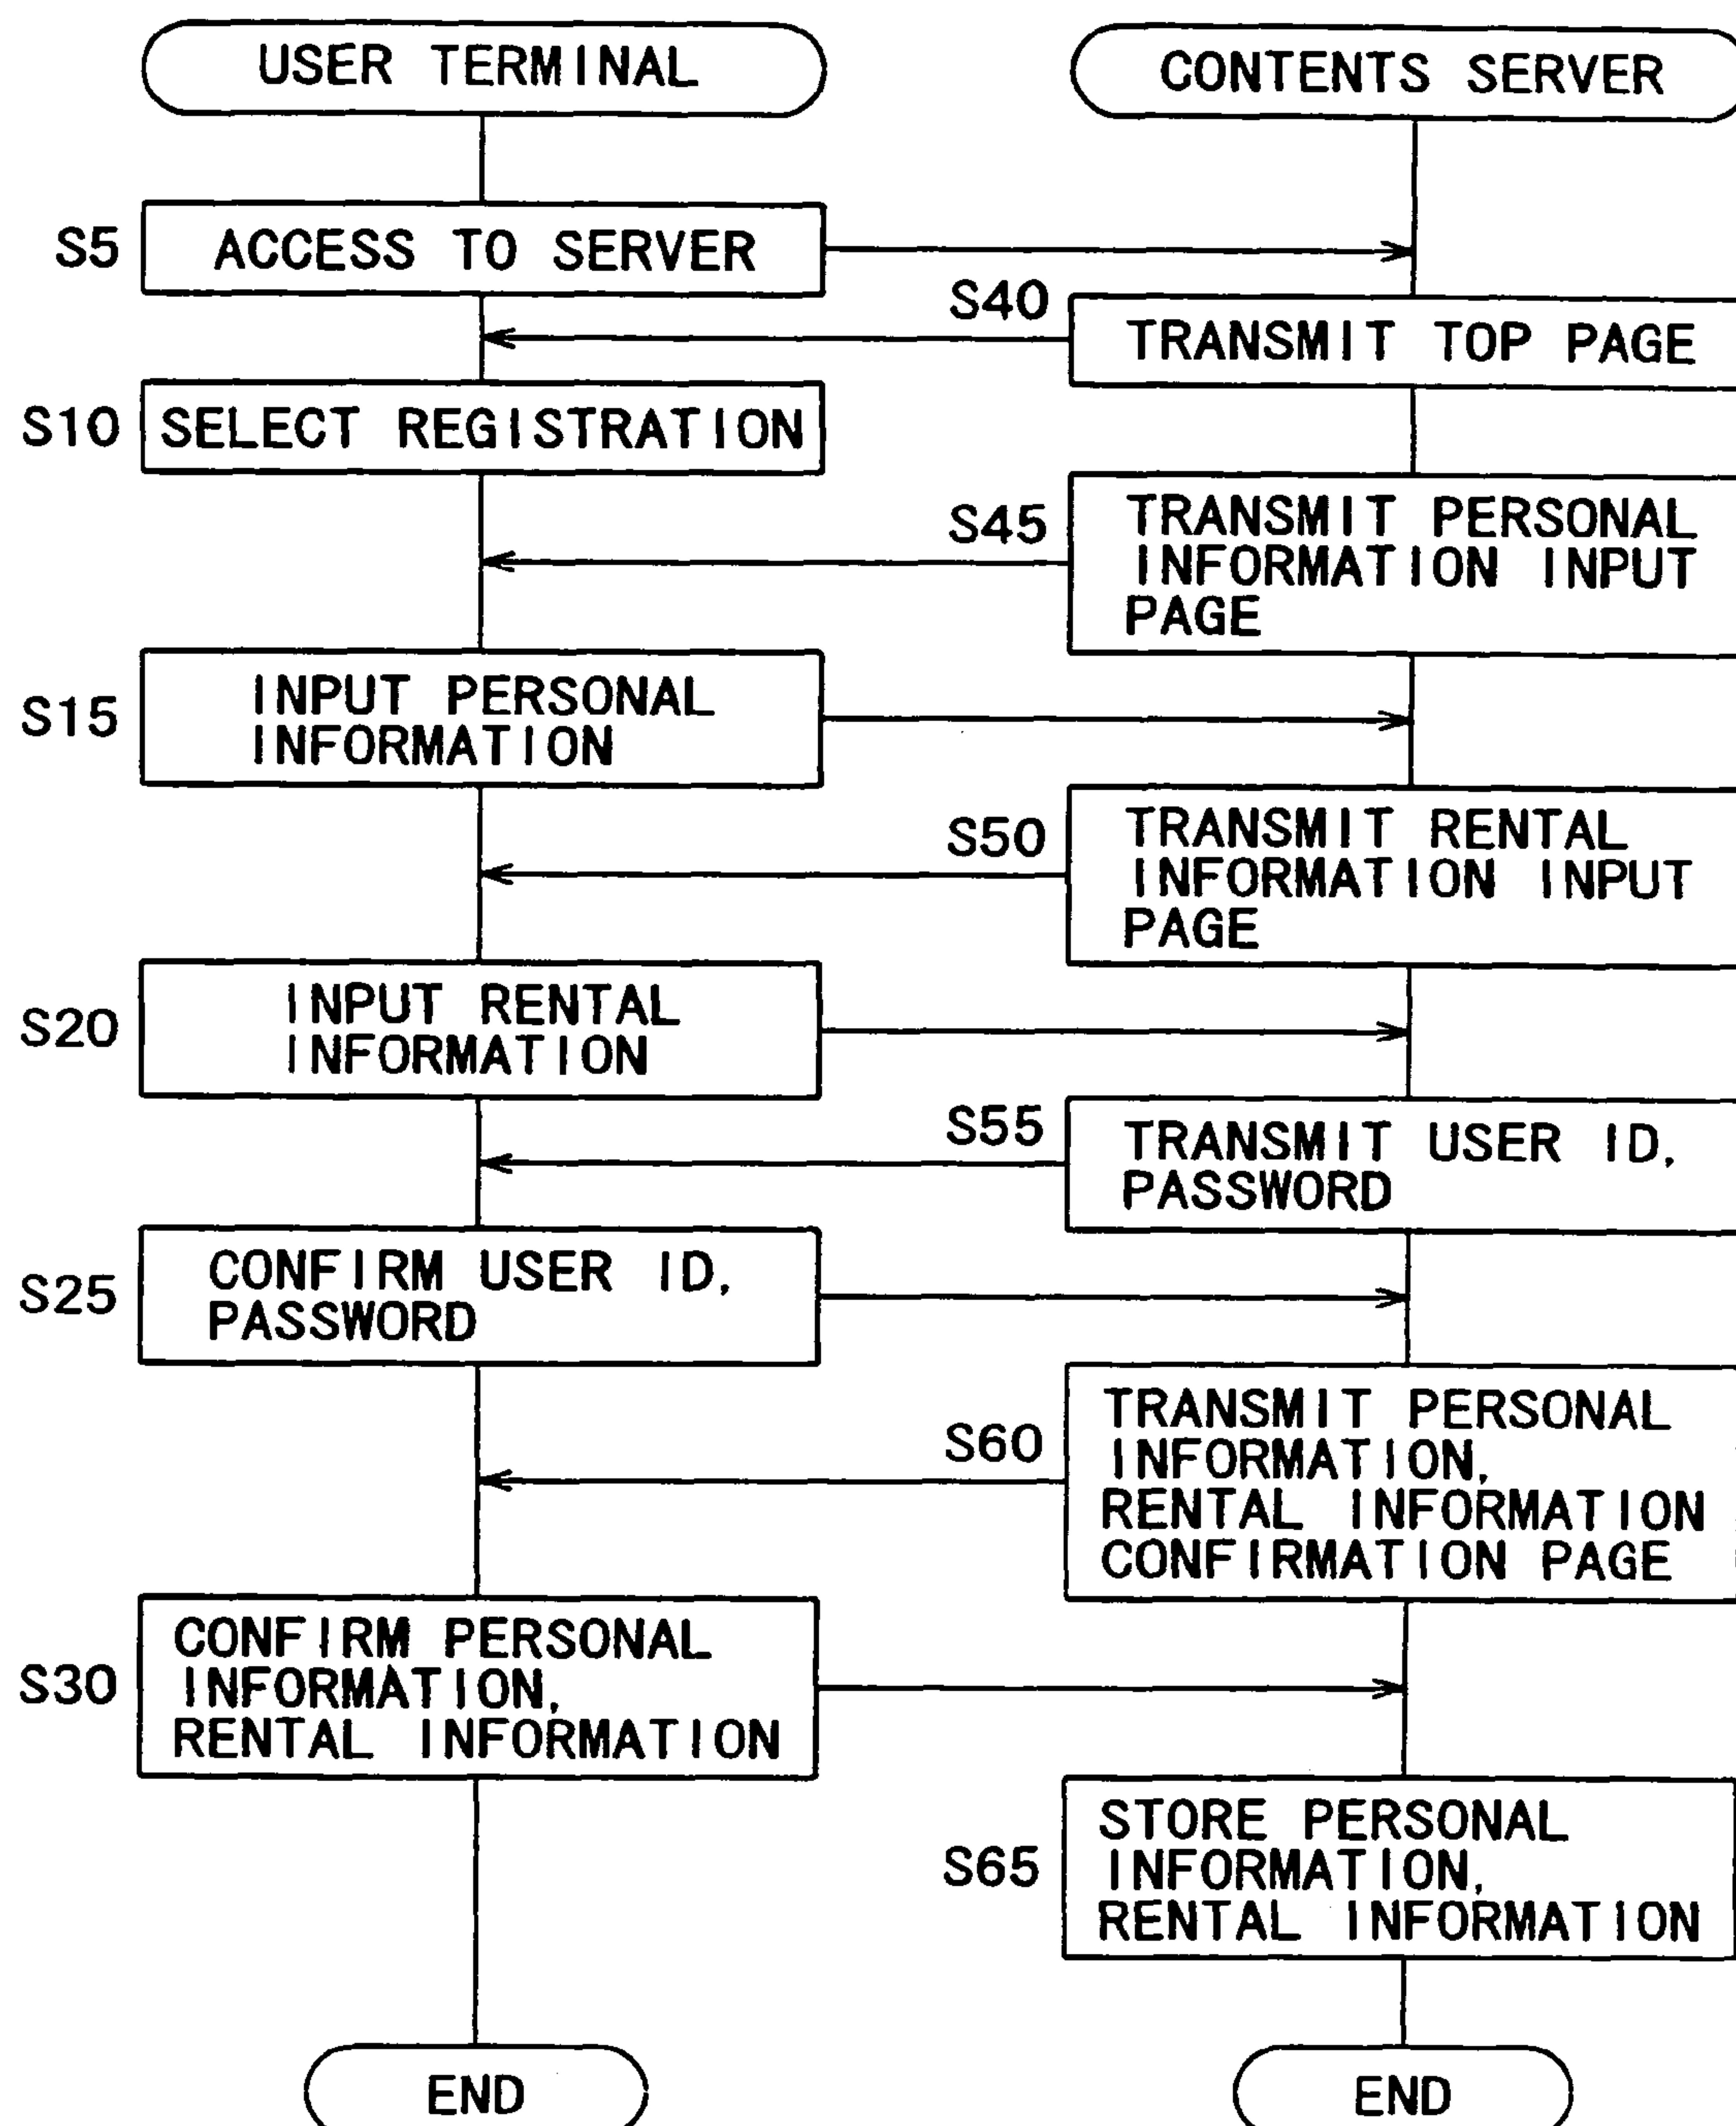 USER TERMINAL
CONTENTS SERVER
S5
ACCESS TO SERVER
S40
TRANSMIT TOP PAGE
S10
SELECT REGISTRATION
S45
TRANSMIT PERSONAL
INFORMATION INPUT
PAGE
S15
INPUT PERSONAL
INFORMATION
S50
TRANSMIT RENTAL
INFORMATION INPUT
PAGE
S20
INPUT RENTAL
INFORMATION
S55
TRANSMIT USER ID,
PASSWORD
S25
CONFIRM USER ID,
PASSWORD
S60
TRANSMIT PERSONAL
INFORMATION,
RENTAL INFORMATION
CONFIRMATION PAGE
S30
CONFIRM PERSONAL
INFORMATION,
RENTAL INFORMATION
S65
STORE PERSONAL
INFORMATION,
RENTAL INFORMATION
END
END